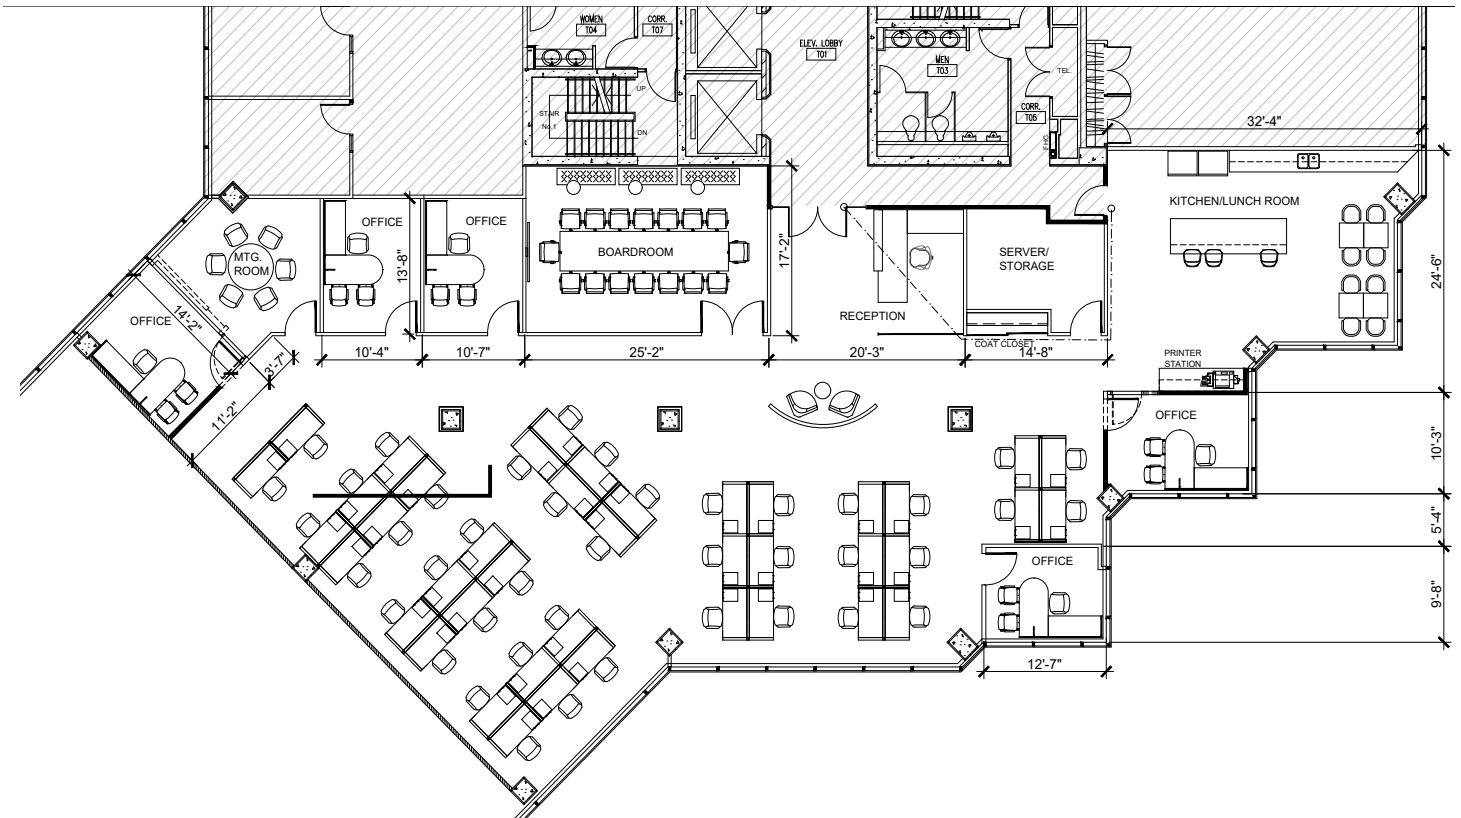 WOMEN
T04
CORR.
T07
ELEV. LOBBY
T01
MEN
T03
TEL.
CORR.
T06
FHC
UP
STAIR
No.1
DN
32'-4"
OFFICE
OFFICE
BOARDROOM
MTG.
ROOM
SERVER/
STORAGE
KITCHEN/LUNCH ROOM
13'-8"
17'-2"
24'-6"
OFFICE
14'-2"
RECEPTION
COAT CLOSET
10'-4"
10'-7"
25'-2"
20'-3"
14'-8"
PRINTER
STATION
3'-7"
11'-2"
OFFICE
10'-3"
5'-4"
OFFICE
9'-8"
12'-7"